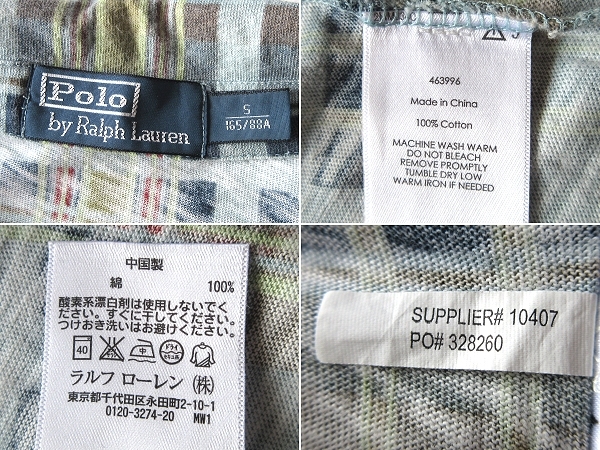 Polo
by Ralph Lauren
S
165/88A
463996
Made in China
100% Cotton
MACHINE WASH WARM
DO NOT BLEACH
REMOVE PROMPTLY
TUMBLE DRY LOW
WARM IRON IF NEEDED
中国製
綿 100%
酸素系漂白剤は使用しないでく
ださい。すぐに干してください。
つけおき洗いはお避けください。
40 中 ドライ セキユ系
ラルフ ローレン (株)
東京都千代田区永田町2-10-1
0120-3274-20 MW1
SUPPLIER# 10407
PO# 328260